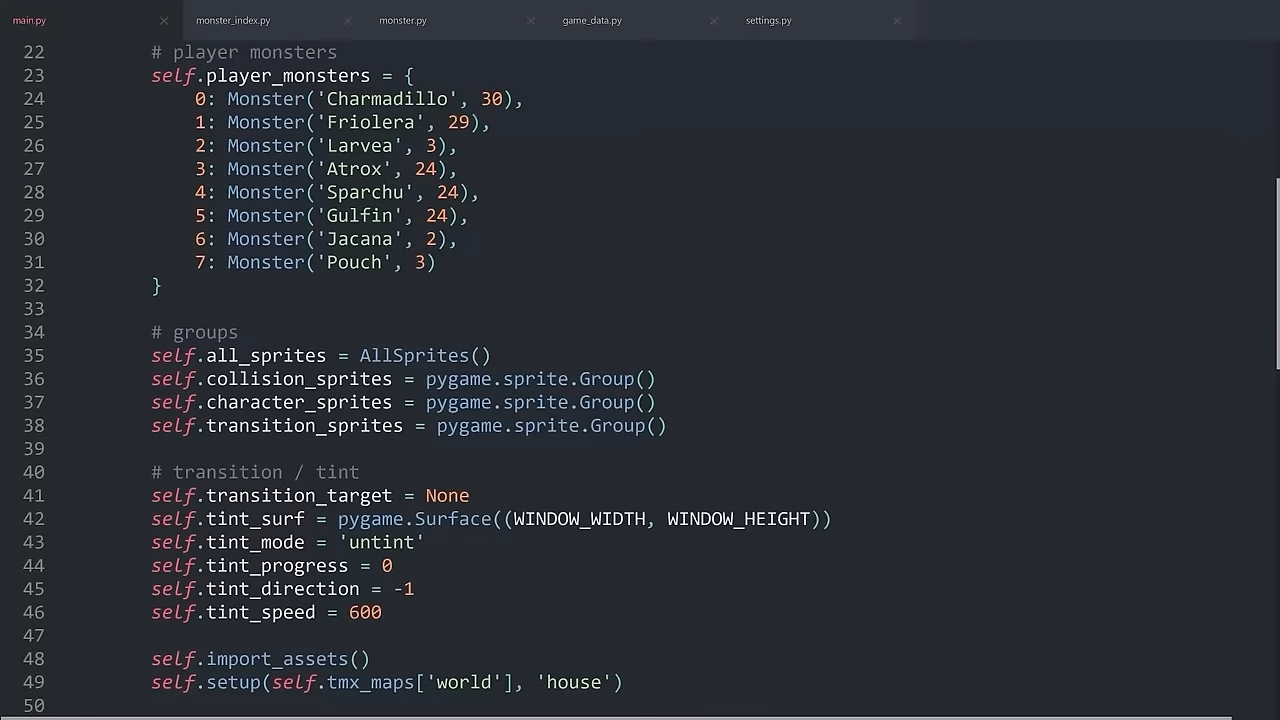 main.py monster_index.py monster.py game_data.py settings.py
22 # player monsters
23 self.player_monsters = {
24 0: Monster('Charmadillo', 30),
25 1: Monster('Friolera', 29),
26 2: Monster('Larvea', 3),
27 3: Monster('Atrox', 24),
28 4: Monster('Sparchu', 24),
29 5: Monster('Gulfin', 24),
30 6: Monster('Jacana', 2),
31 7: Monster('Pouch', 3)
32 }
33
34 # groups
35 self.all_sprites = AllSprites()
36 self.collision_sprites = pygame.sprite.Group()
37 self.character_sprites = pygame.sprite.Group()
38 self.transition_sprites = pygame.sprite.Group()
39
40 # transition / tint
41 self.transition_target = None
42 self.tint_surf = pygame.Surface((WINDOW_WIDTH, WINDOW_HEIGHT))
43 self.tint_mode = 'untint'
44 self.tint_progress = 0
45 self.tint_direction = -1
46 self.tint_speed = 600
47
48 self.import_assets()
49 self.setup(self.tmx_maps['world'], 'house')
50